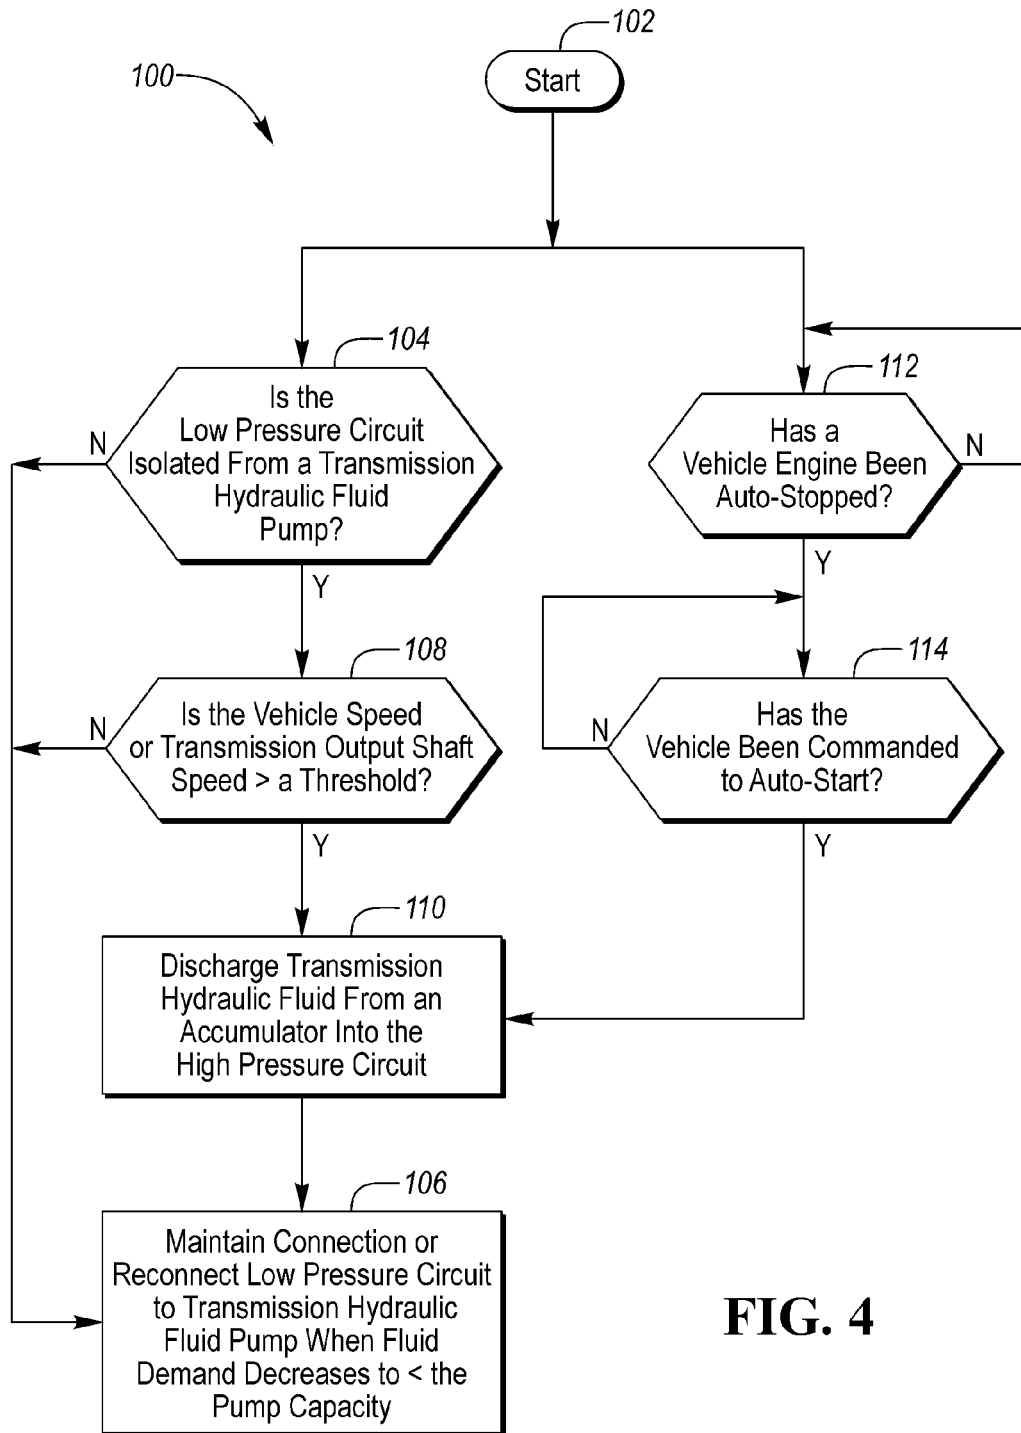 102
Start
100
104
Is the
Low Pressure Circuit
Isolated From a Transmission
Hydraulic Fluid
Pump?
N
Y
112
Has a
Vehicle Engine Been
Auto-Stopped?
N
Y
108
Is the Vehicle Speed
or Transmission Output Shaft
Speed > a Threshold?
N
Y
114
Has the
Vehicle Been Commanded
to Auto-Start?
N
Y
110
Discharge Transmission
Hydraulic Fluid From an
Accumulator Into the
High Pressure Circuit
106
Maintain Connection or
Reconnect Low Pressure Circuit
to Transmission Hydraulic
Fluid Pump When Fluid
Demand Decreases to < the
Pump Capacity
FIG. 4